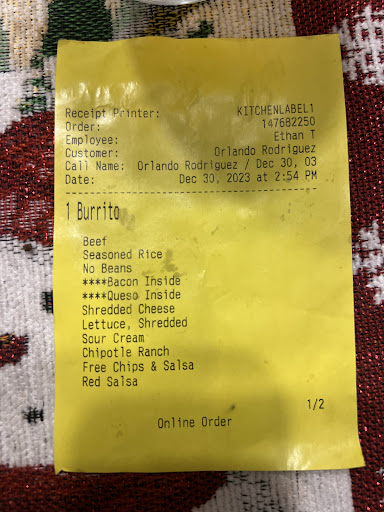 Receipt Printer: KITCHENLABEL1
Order: 147682250
Employee: Ethan T
Customer: Orlando Rodriguez
Call Name: Orlando Rodriguez / Dec 30, 03
Date: Dec 30, 2023 at 2:54 PM
1 Burrito
Beef
Seasoned Rice
No Beans
****Bacon Inside
****Queso Inside
Shredded Cheese
Lettuce, Shredded
Sour Cream
Chipotle Ranch
Free Chips & Salsa
Red Salsa
1/2
Online Order